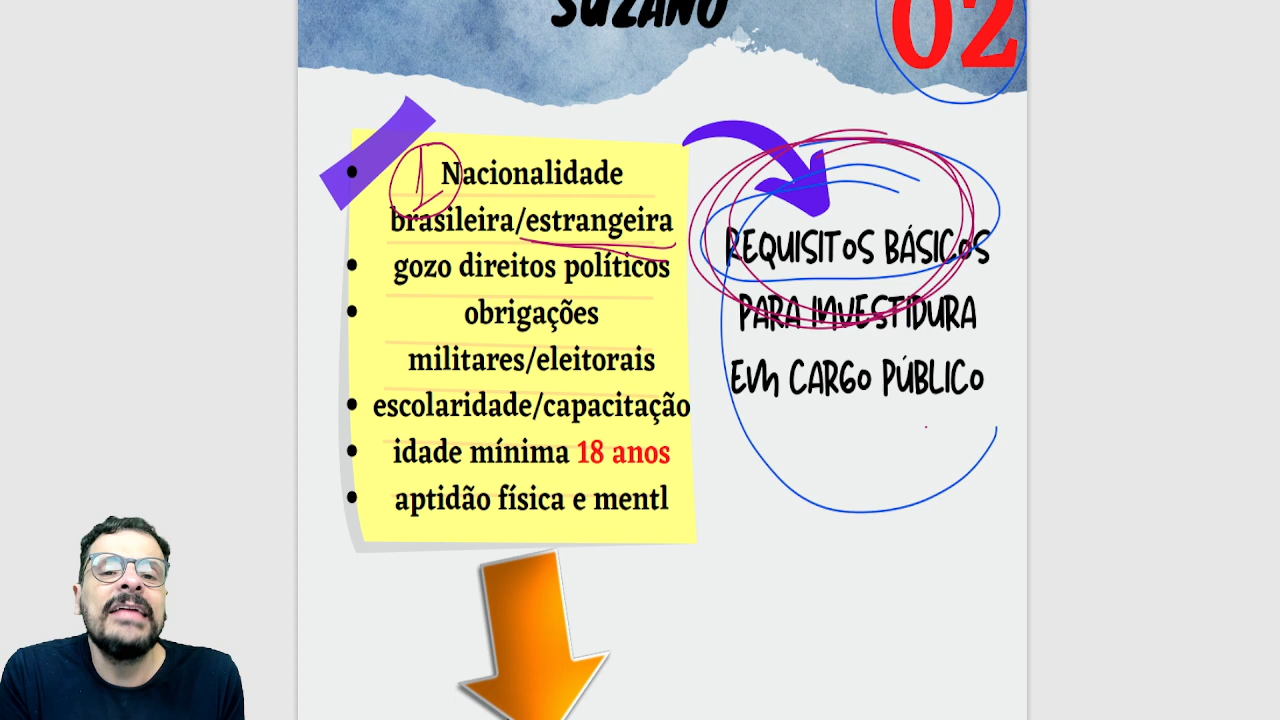 SUZANO
02
1
Nacionalidade
brasileira/estrangeira
gozo direitos políticos
obrigações
militares/eleitorais
escolaridade/capacitação
idade mínima 18 anos
aptidão física e mentl
REQUISITOS BÁSICOS
PARA INVESTIDURA
EM CARGO PÚBLICO